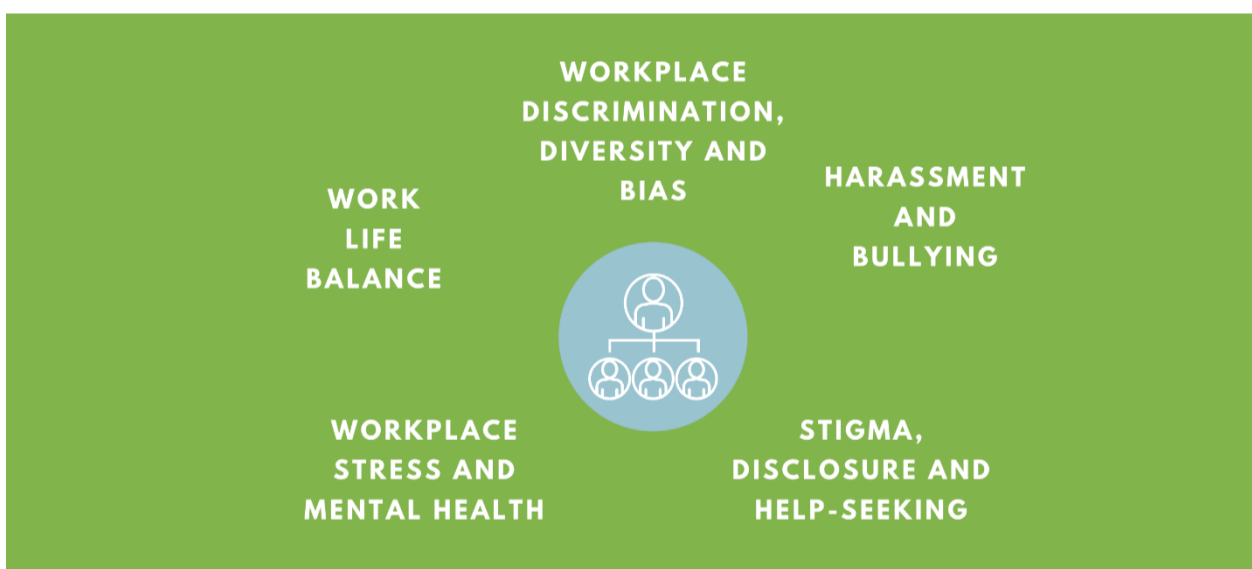 WORKPLACE
DISCRIMINATION,
DIVERSITY AND
BIAS
HARASSMENT
AND
BULLYING
WORK
LIFE
BALANCE
WORKPLACE
STRESS AND
MENTAL HEALTH
STIGMA,
DISCLOSURE AND
HELP-SEEKING